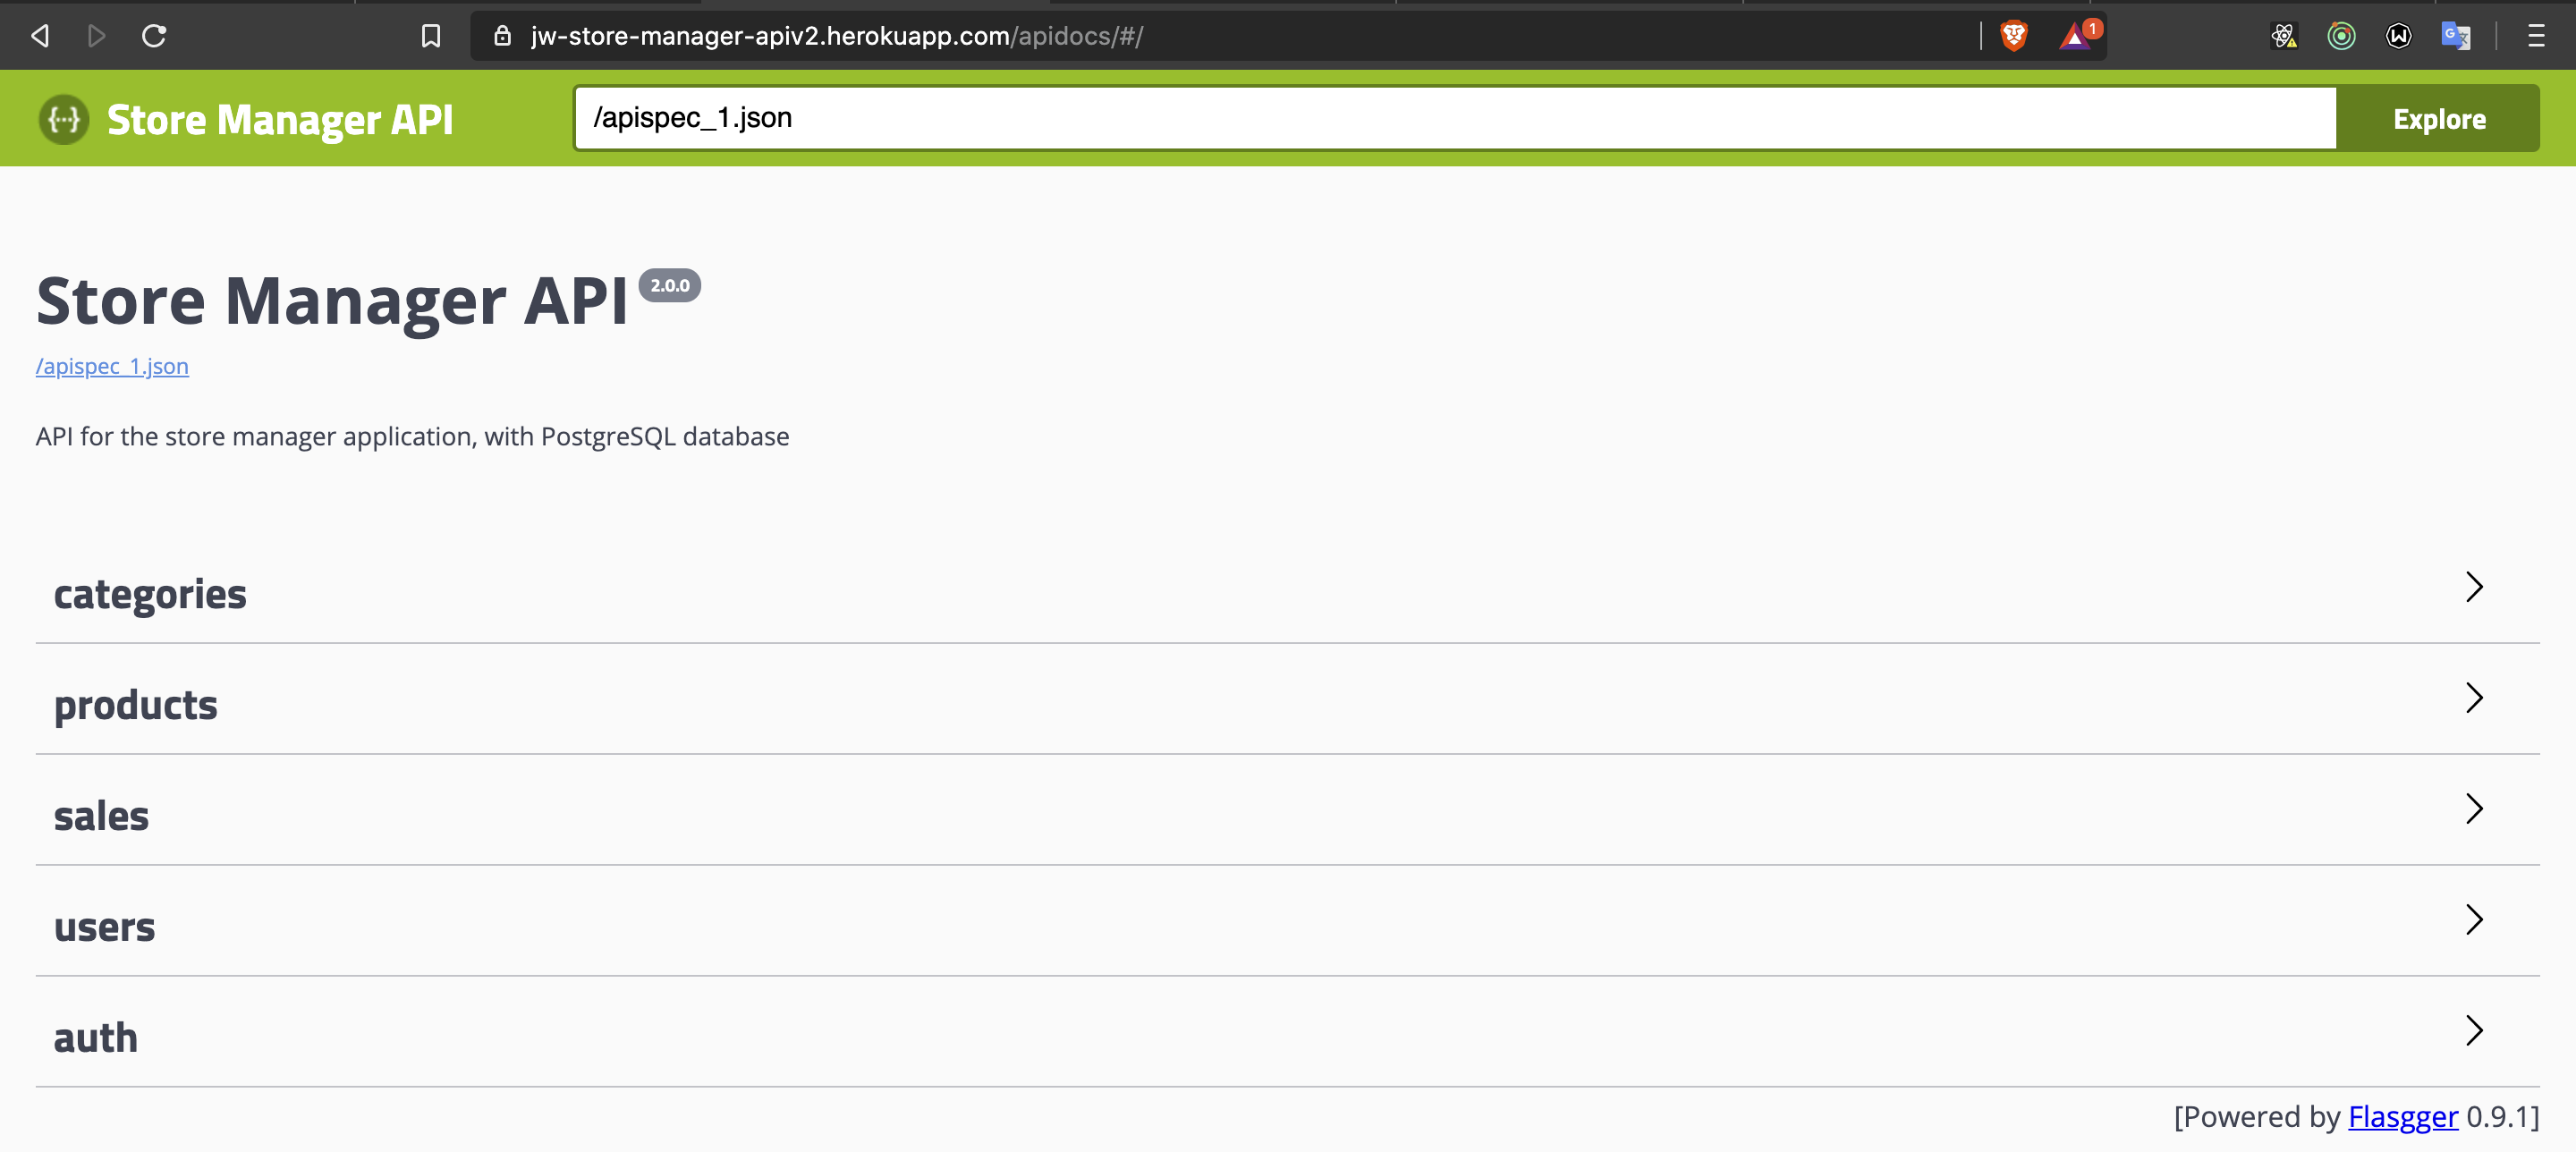 jw-store-manager-apiv2.herokuapp.com/apidocs/#/
1
Store Manager API
/apispec_1.json
Explore
Store Manager API 2.0.0
/apispec_1.json
API for the store manager application, with PostgreSQL database
categories
products
sales
users
auth
[Powered by Flasgger 0.9.1]